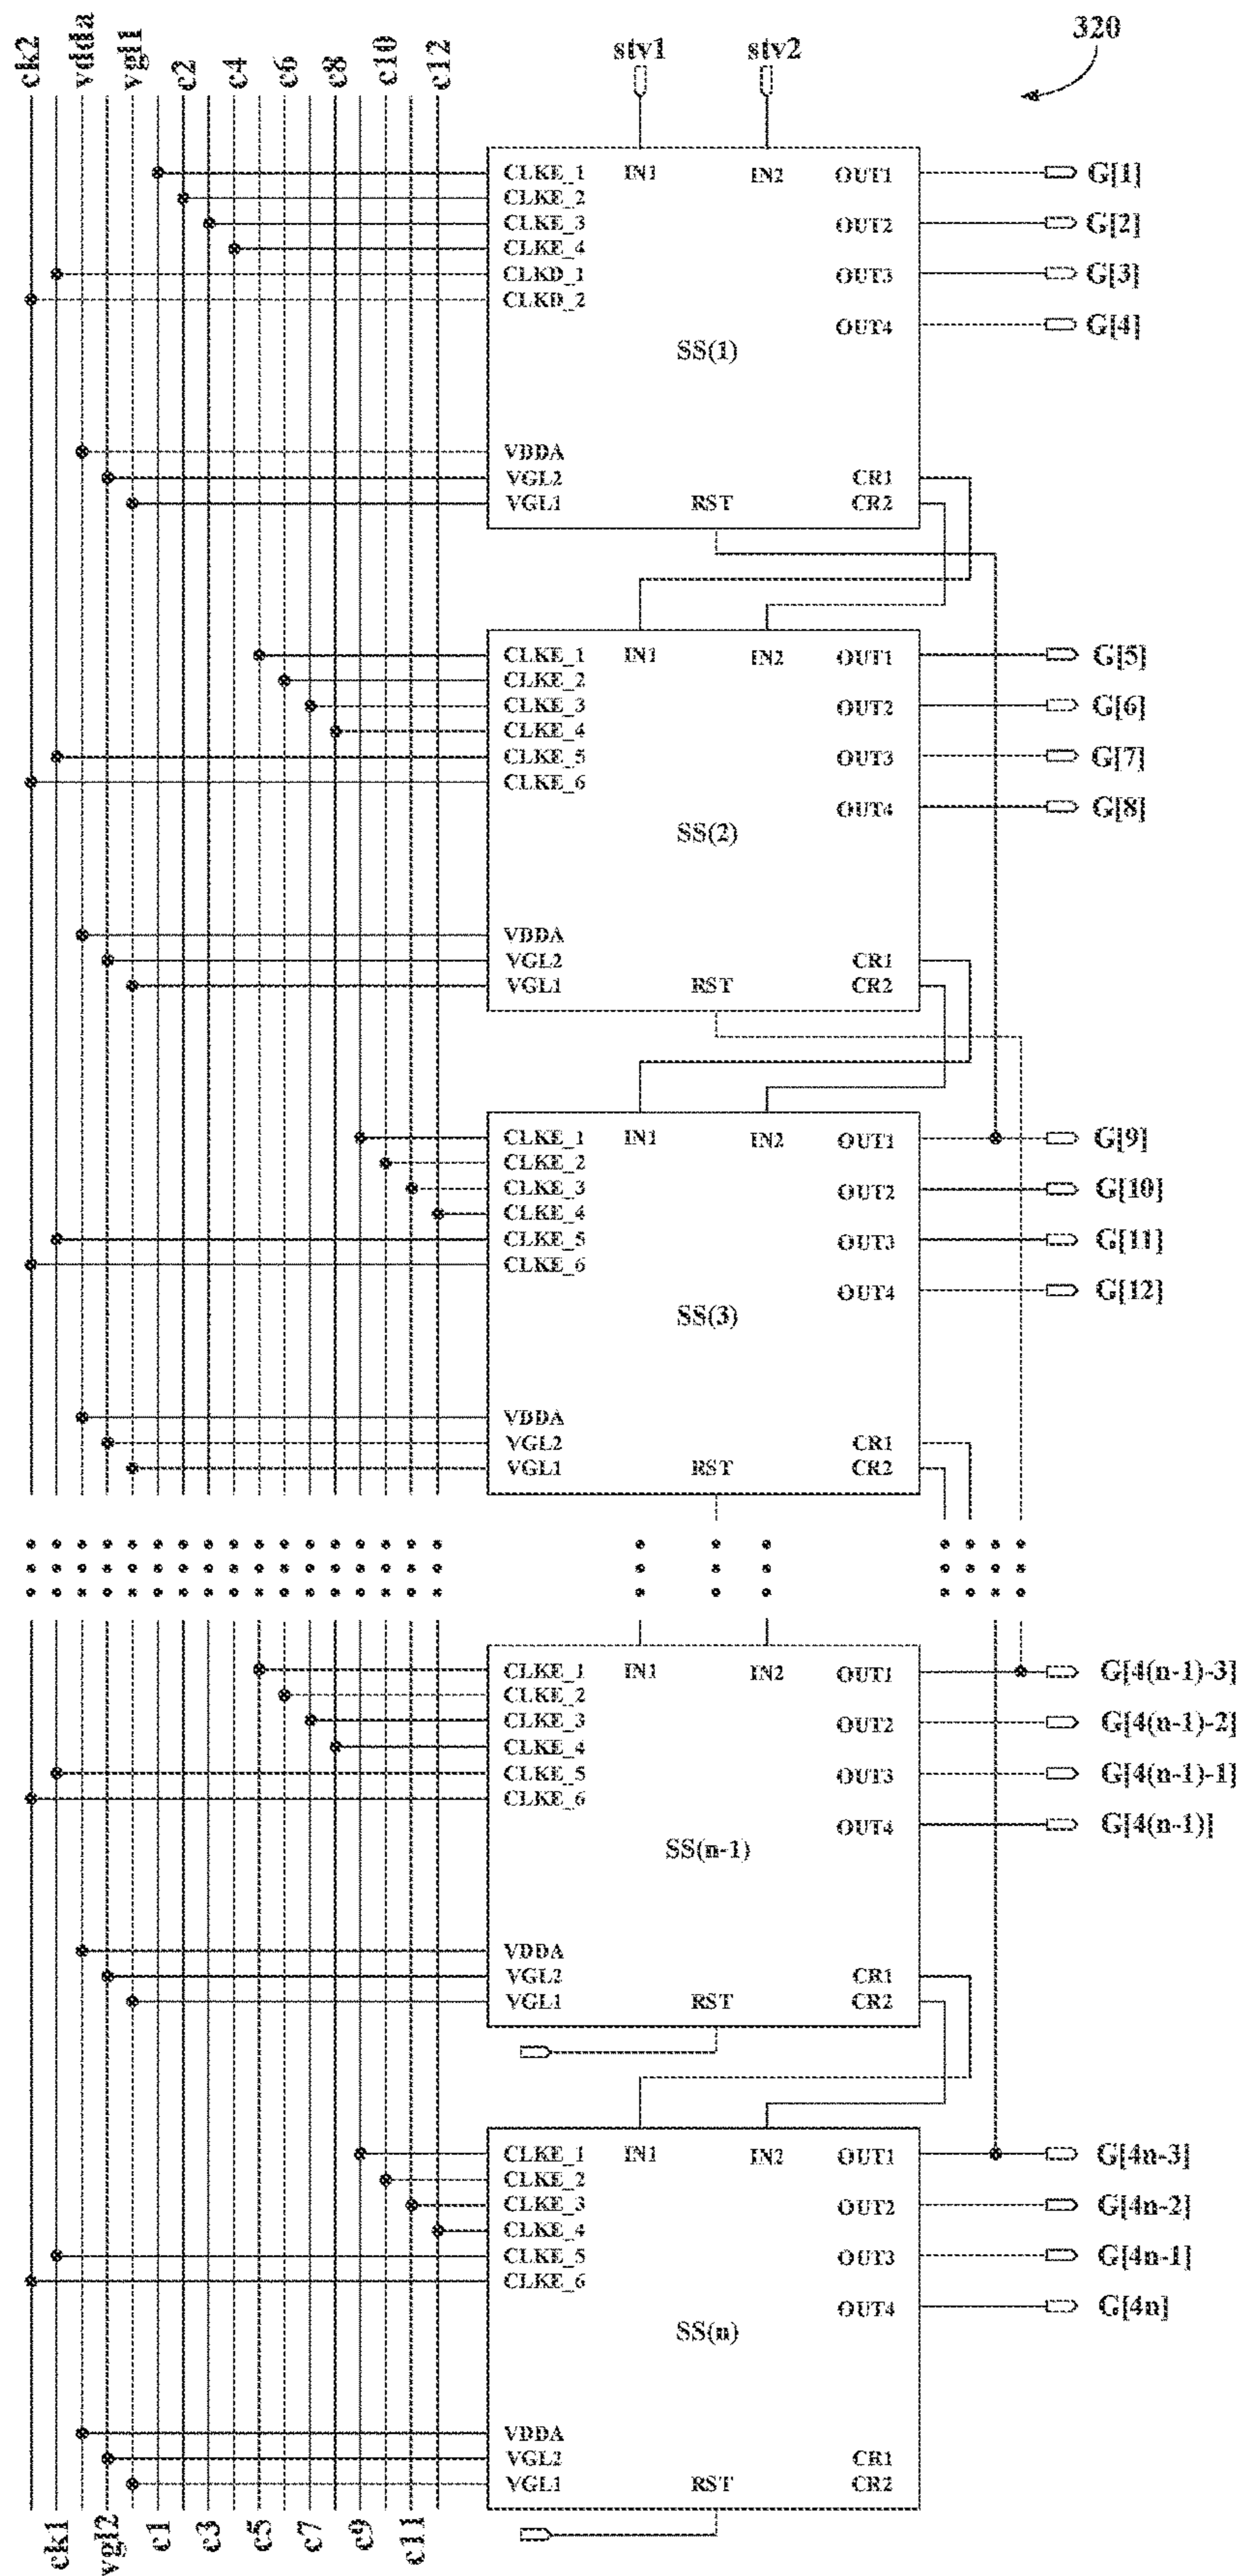 320
ck2
vdda
vgl1
c2
c4
c6
c8
c10
c12
stv1
stv2
CLKE_1 IN1 IN2 OUT1 G[1]
CLKE_2 OUT2 G[2]
CLKE_3
CLKE_4
CLKD_1 OUT3 G[3]
CLKD_2
OUT4 G[4]
SS(1)
VDDA
VGL2 CR1
VGL1 RST CR2
CLKE_1 IN1 IN2 OUT1 G[5]
CLKE_2
CLKE_3 OUT2 G[6]
CLKE_4
CLKE_5 OUT3 G[7]
CLKE_6
OUT4 G[8]
SS(2)
VDDA
VGL2 CR1
VGL1 RST CR2
CLKE_1 IN1 IN2 OUT1 G[9]
CLKE_2
CLKE_3 OUT2 G[10]
CLKE_4
CLKE_5 OUT3 G[11]
CLKE_6
OUT4 G[12]
SS(3)
VDDA
VGL2 CR1
VGL1 RST CR2
CLKE_1 IN1 IN2 OUT1 G[4(n-1)-3]
CLKE_2
CLKE_3 OUT2 G[4(n-1)-2]
CLKE_4
CLKE_5 OUT3 G[4(n-1)-1]
CLKE_6
OUT4 G[4(n-1)]
SS(n-1)
VDDA
VGL2 CR1
VGL1 RST CR2
CLKE_1 IN1 IN2 OUT1 G[4n-3]
CLKE_2
CLKE_3 OUT2 G[4n-2]
CLKE_4
CLKE_5 OUT3 G[4n-1]
CLKE_6
OUT4 G[4n]
SS(n)
VDDA
VGL2 CR1
VGL1 RST CR2
ck1
vgl2
c1
c3
c5
c7
c9
c11